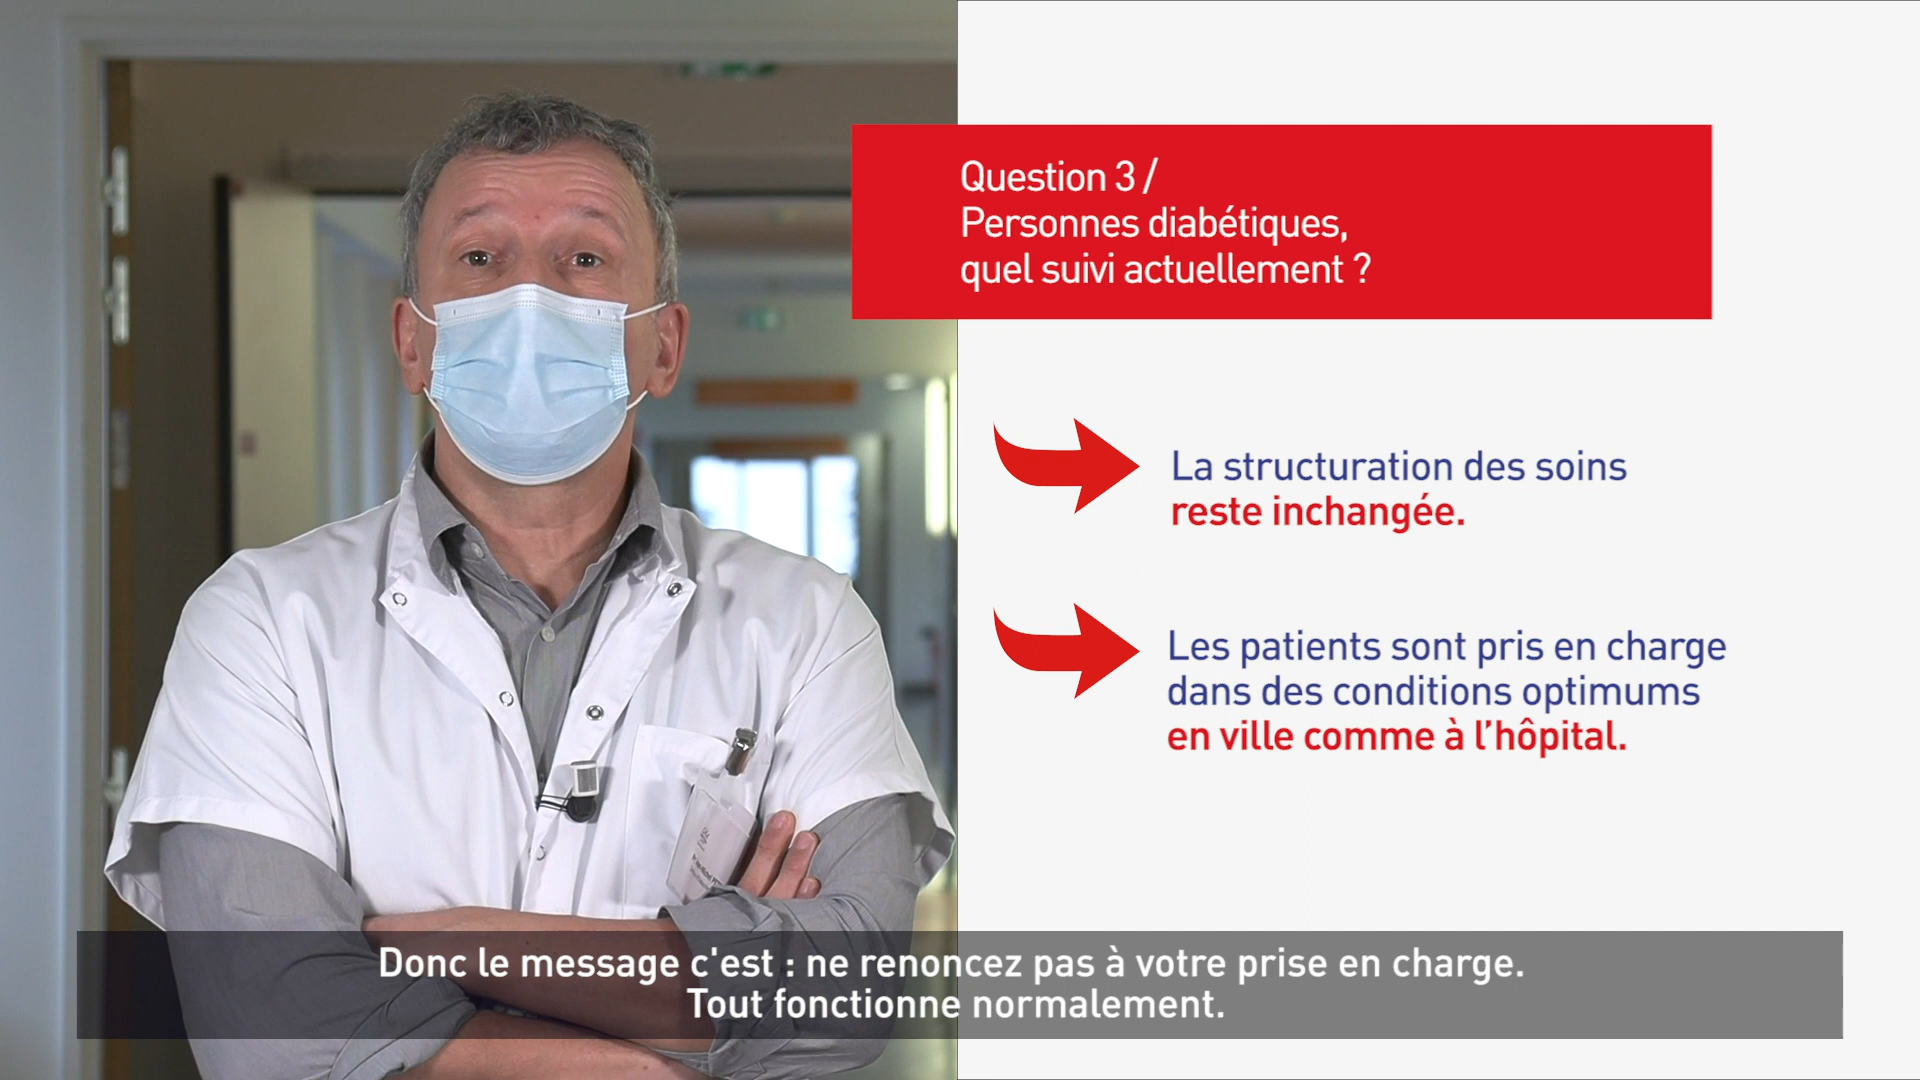 Question 3 /
Personnes diabétiques,
quel suivi actuellement ?
La structuration des soins
reste inchangée.
Les patients sont pris en charge
dans des conditions optimums
en ville comme à l'hôpital.
Donc le message c'est : ne renoncez pas à votre prise en charge.
Tout fonctionne normalement.